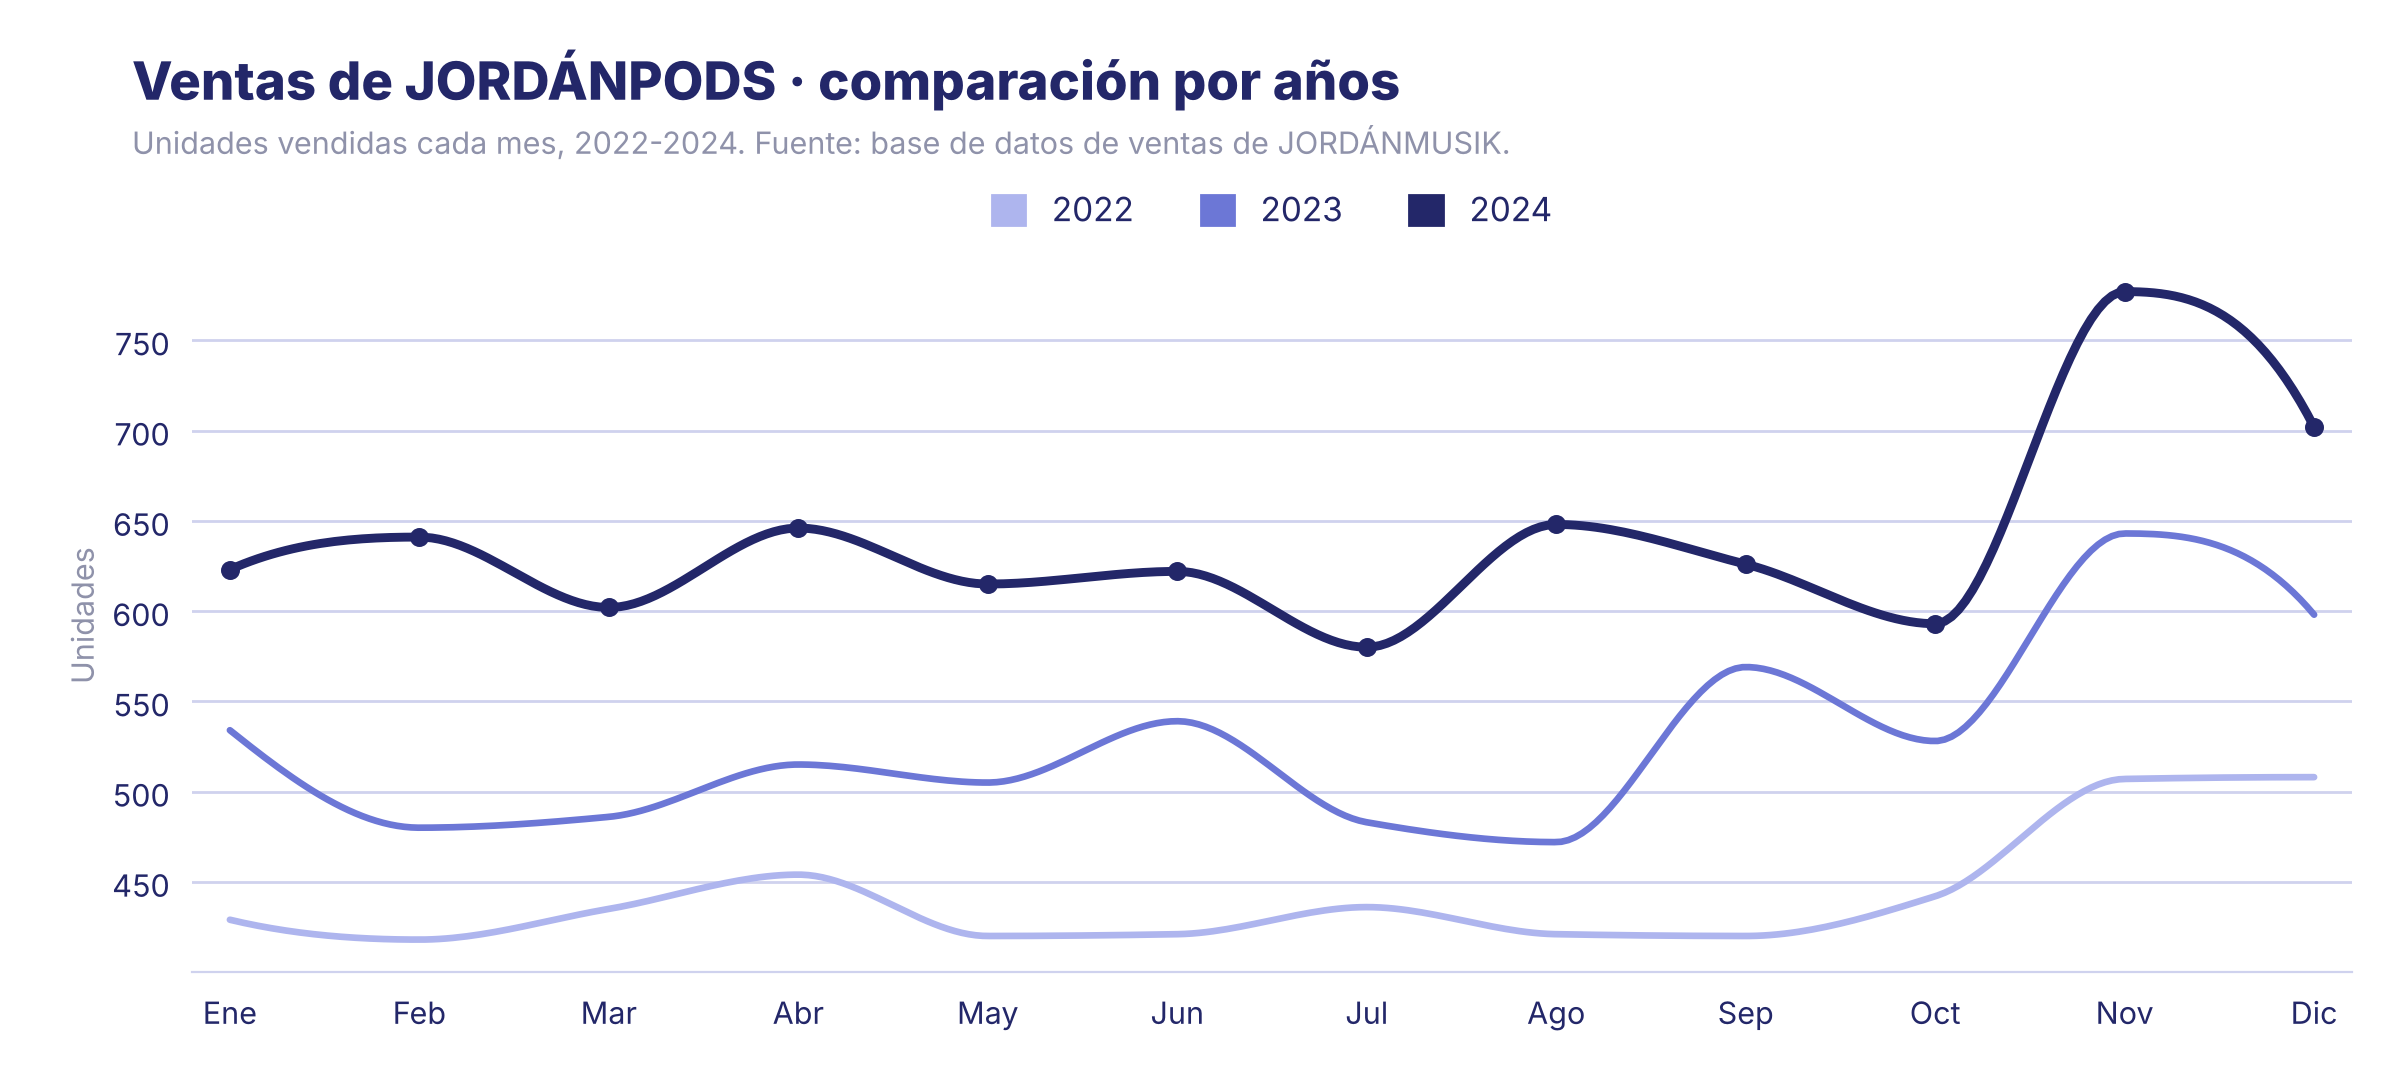 Ventas de JORDÁNPODS · comparación por años
Unidades vendidas cada mes, 2022-2024. Fuente: base de datos de ventas de JORDÁNMUSIK.
2022 2023 2024
Unidades
750
700
650
600
550
500
450
Ene Feb Mar Abr May Jun Jul Ago Sep Oct Nov Dic